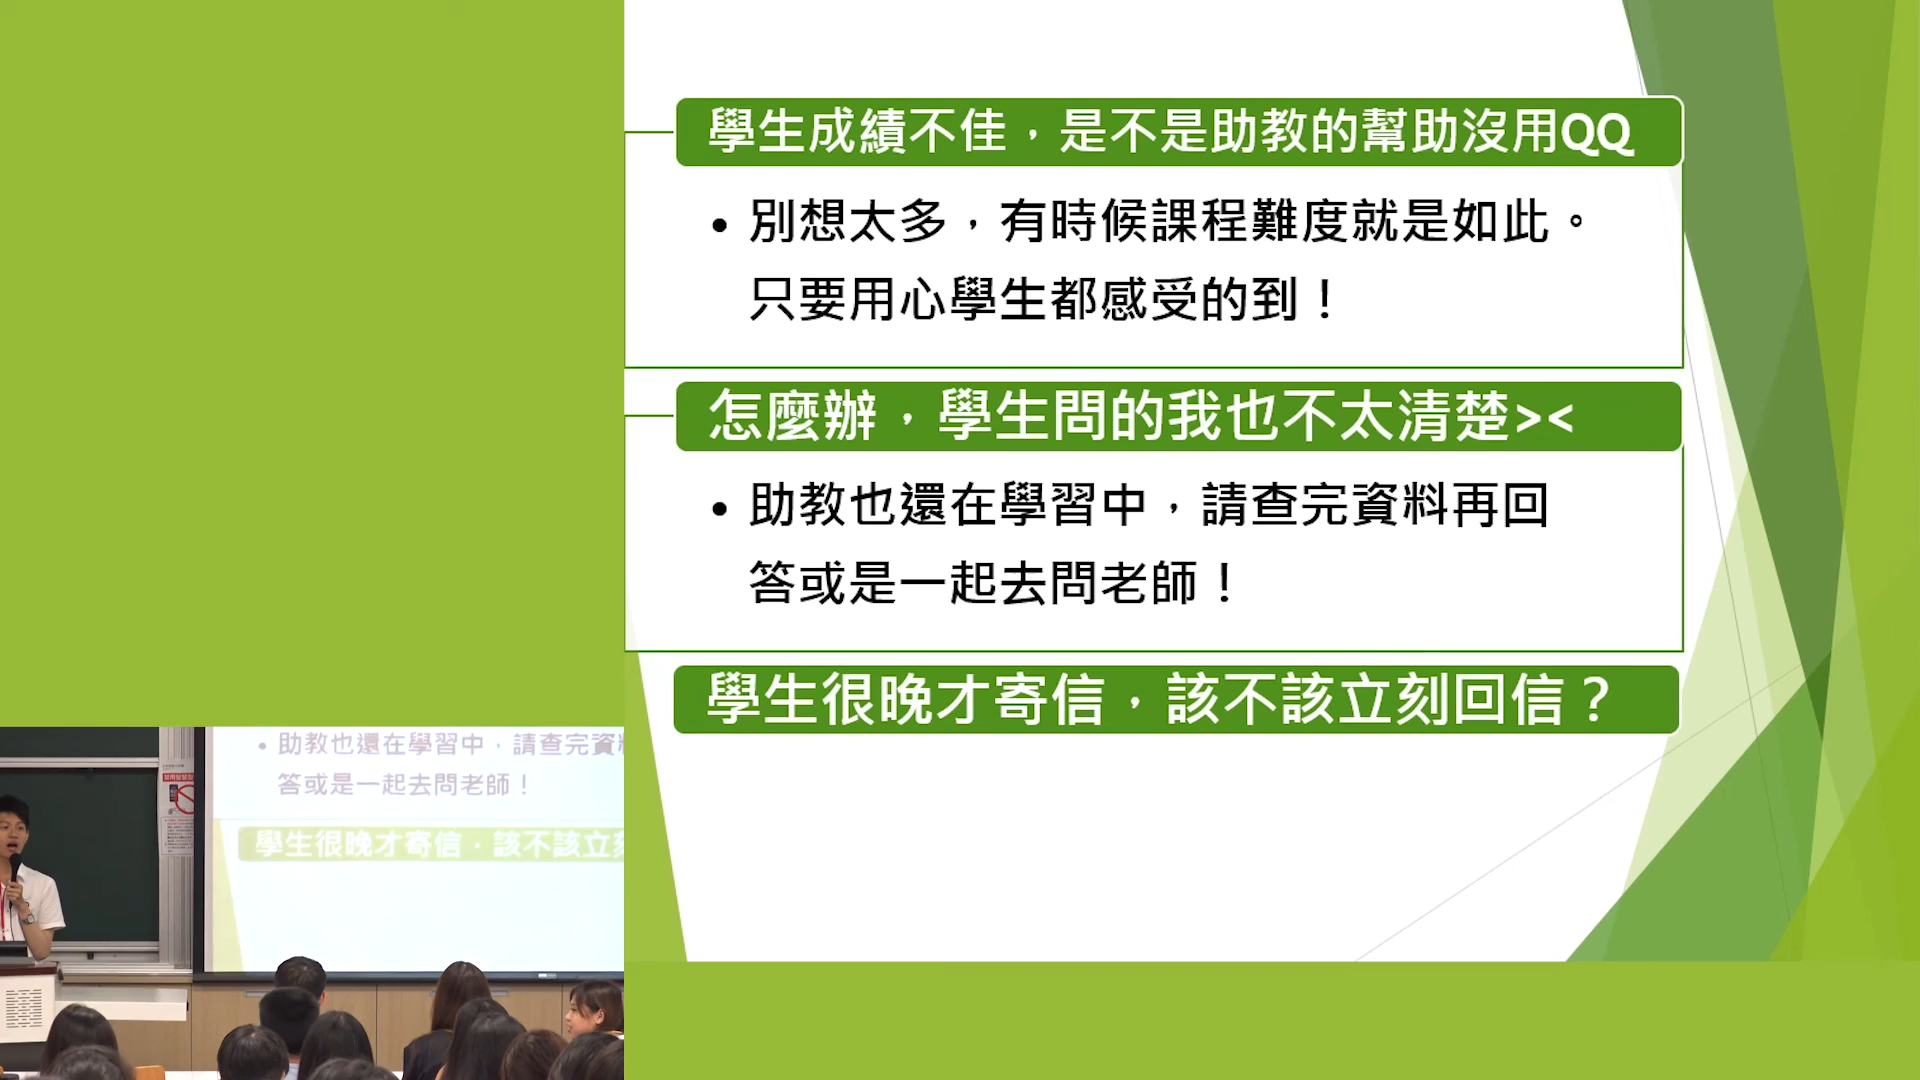 學生成績不佳，是不是助教的幫助沒用QQ
• 別想太多，有時候課程難度就是如此。
只要用心學生都感受的到！
怎麼辦，學生問的我也不太清楚><
• 助教也還在學習中，請查完資料再回
答或是一起去問老師！
學生很晚才寄信，該不該立刻回信？
• 助教也還在學習中，請查完資料
答或是一起去問老師！
學生很晚才寄信，該不該立刻